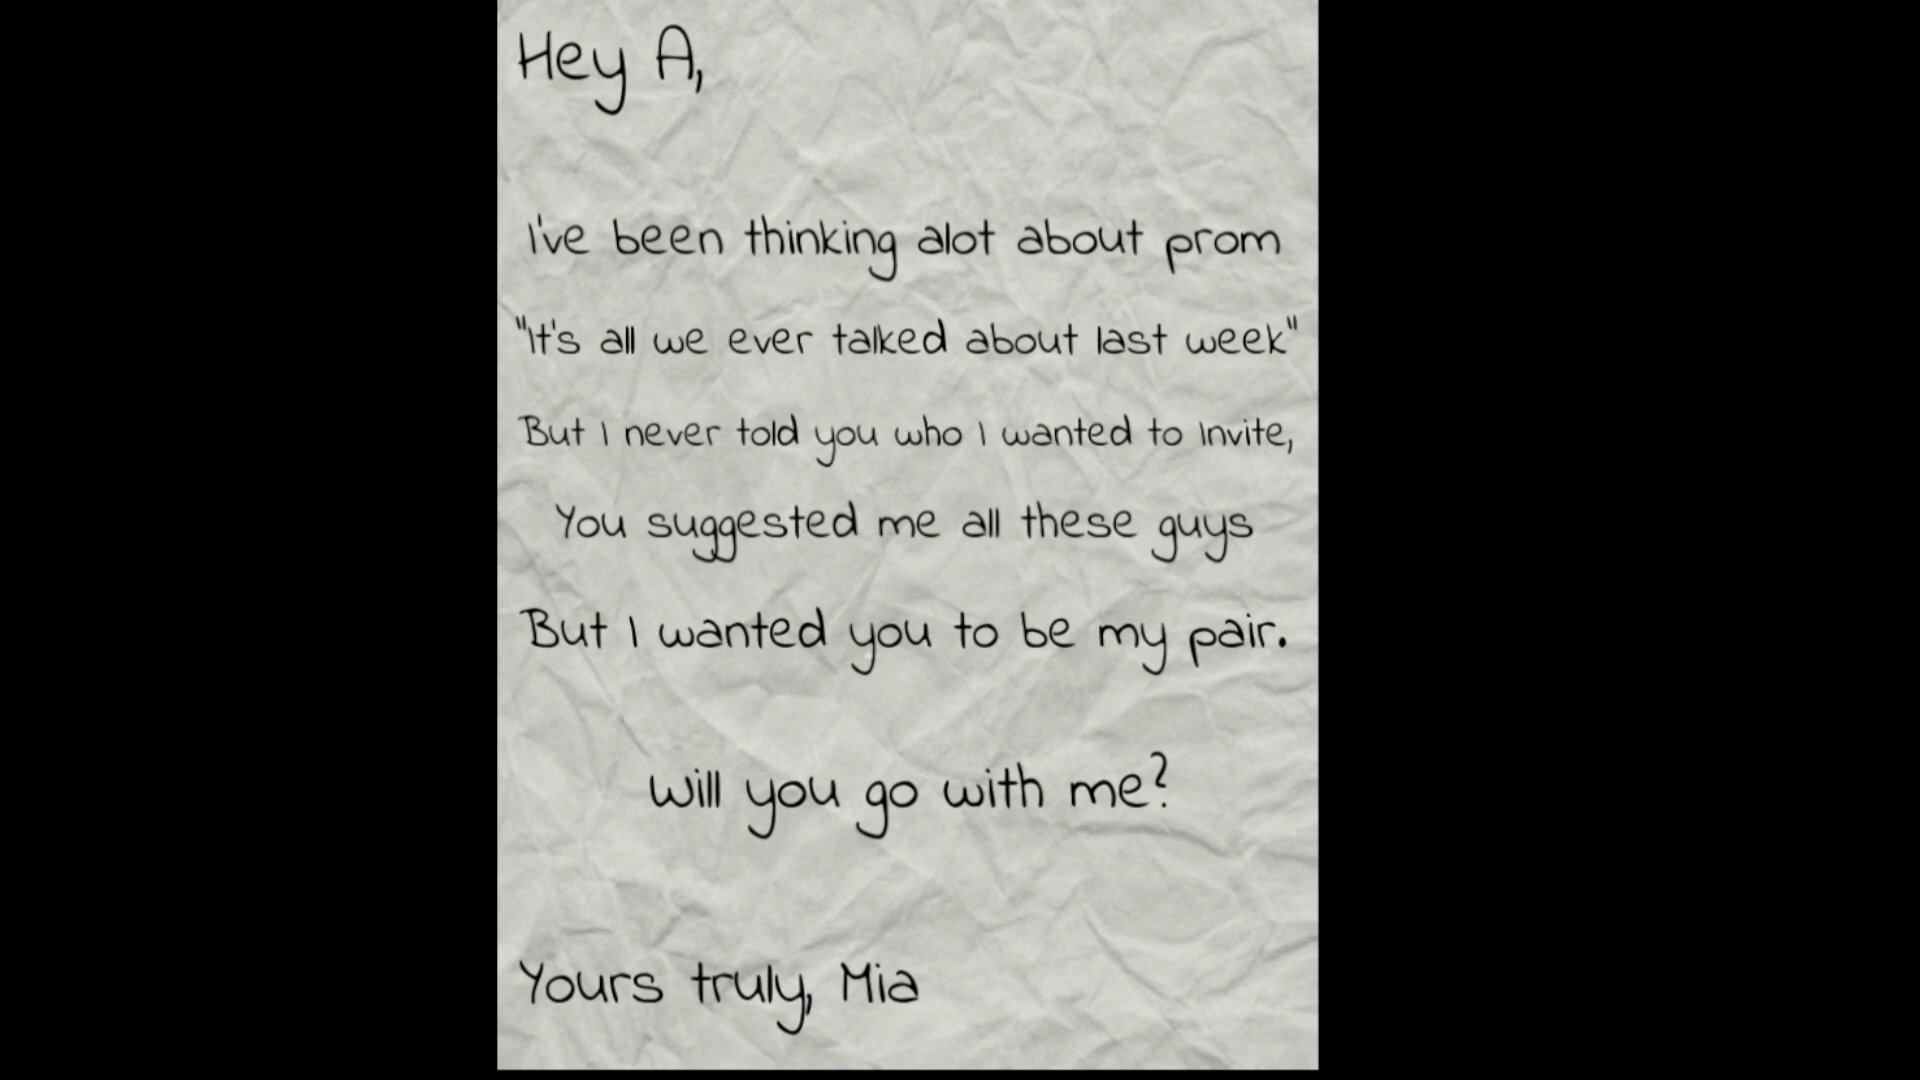 Hey A,
I've been thinking alot about prom
"It's all we ever talked about last week"
But I never told you who I wanted to invite,
You suggested me all these guys
But I wanted you to be my pair.
Will you go with me?
Yours truly, Mia